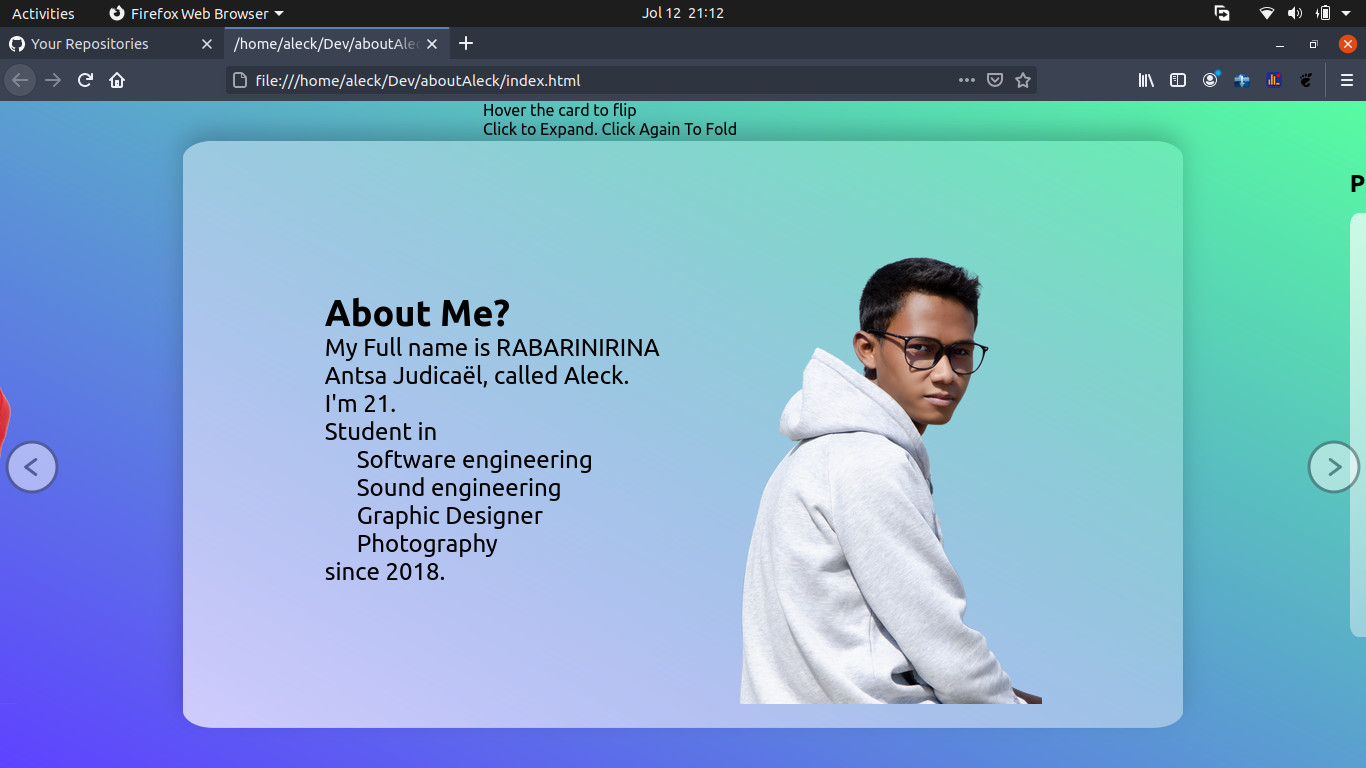 Activities
Firefox Web Browser
Jol 12 21:12
Your Repositories
/home/aleck/Dev/aboutAlec
file:///home/aleck/Dev/aboutAleck/index.html
Hover the card to flip
Click to Expand. Click Again To Fold
P
About Me?
My Full name is RABARINIRINA
Antsa Judicaël, called Aleck.
I'm 21.
Student in
Software engineering
Sound engineering
Graphic Designer
Photography
since 2018.